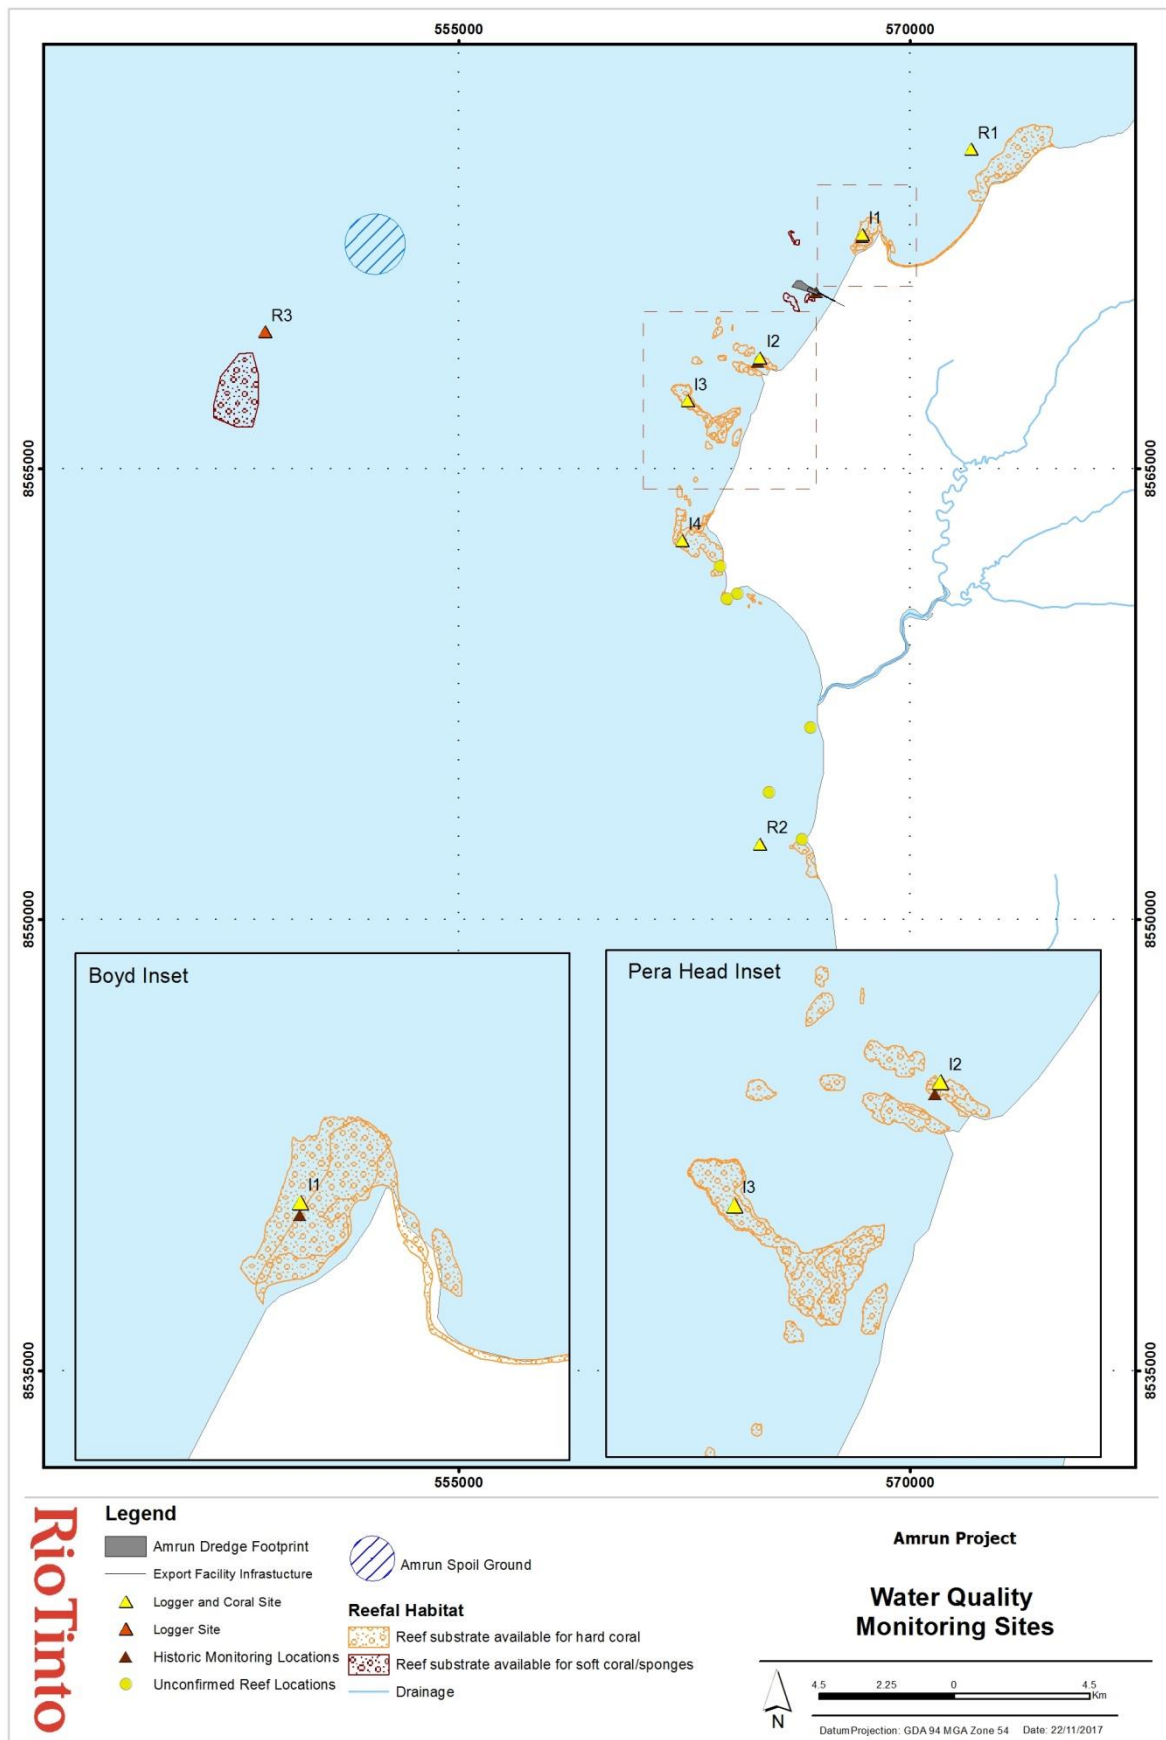 555000
570000
R1
I1
R3
I2
I3
8565000
8565000
I4
R2
8550000
8550000
Boyd Inset
I1
Pera Head Inset
I2
I3
8535000
8535000
555000
570000
RioTinto
Legend
Amrun Dredge Footprint
Export Facility Infrastucture
Logger and Coral Site
Logger Site
Historic Monitoring Locations
Unconfirmed Reef Locations
Amrun Spoil Ground
Reefal Habitat
Reef substrate available for hard coral
Reef substrate available for soft coral/sponges
Drainage
Amrun Project
Water Quality
Monitoring Sites
N
4.5 2.25 0 4.5
Km
DatumProjection: GDA 94 MGA Zone 54 Date: 22/11/2017